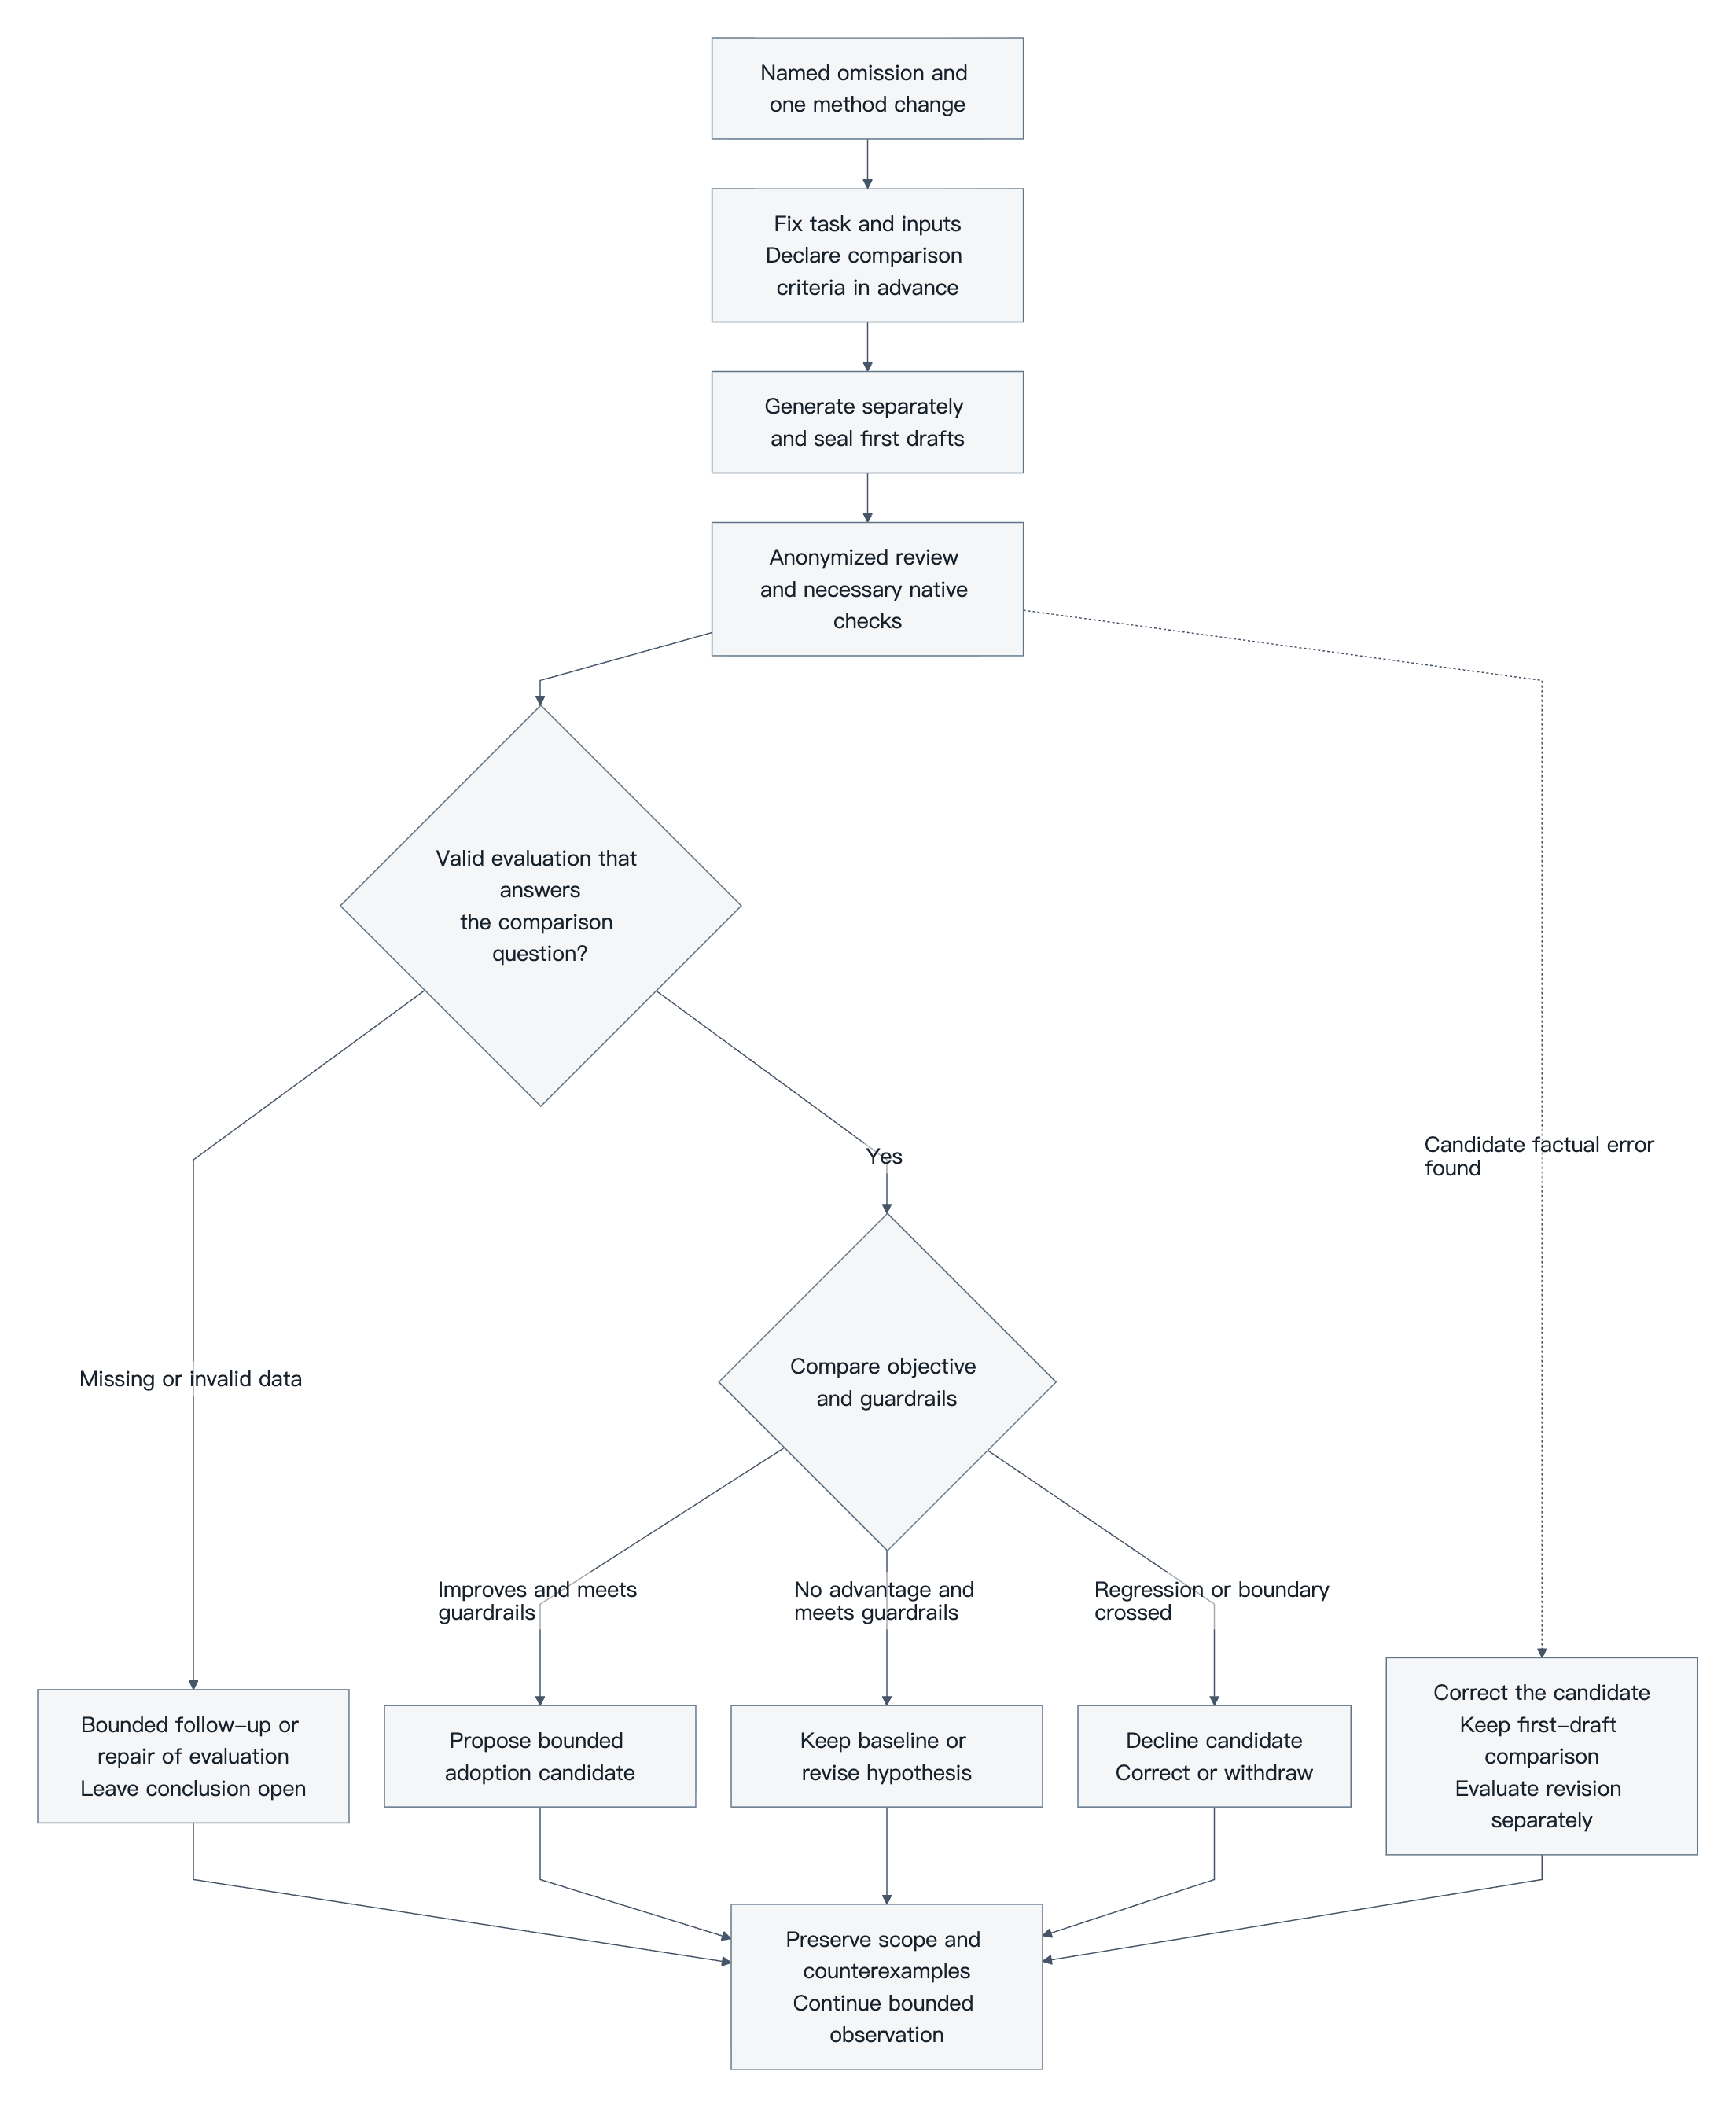 Named omission and
one method change
Fix task and inputs
Declare comparison
criteria in advance
Generate separately
and seal first drafts
Anonymized review
and necessary native
checks
Valid evaluation that
answers
the comparison
question?
Yes
Candidate factual error
found
Missing or invalid data
Compare objective
and guardrails
Improves and meets
guardrails
No advantage and
meets guardrails
Regression or boundary
crossed
Bounded follow-up or
repair of evaluation
Leave conclusion open
Propose bounded
adoption candidate
Keep baseline or
revise hypothesis
Decline candidate
Correct or withdraw
Correct the candidate
Keep first-draft
comparison
Evaluate revision
separately
Preserve scope and
counterexamples
Continue bounded
observation